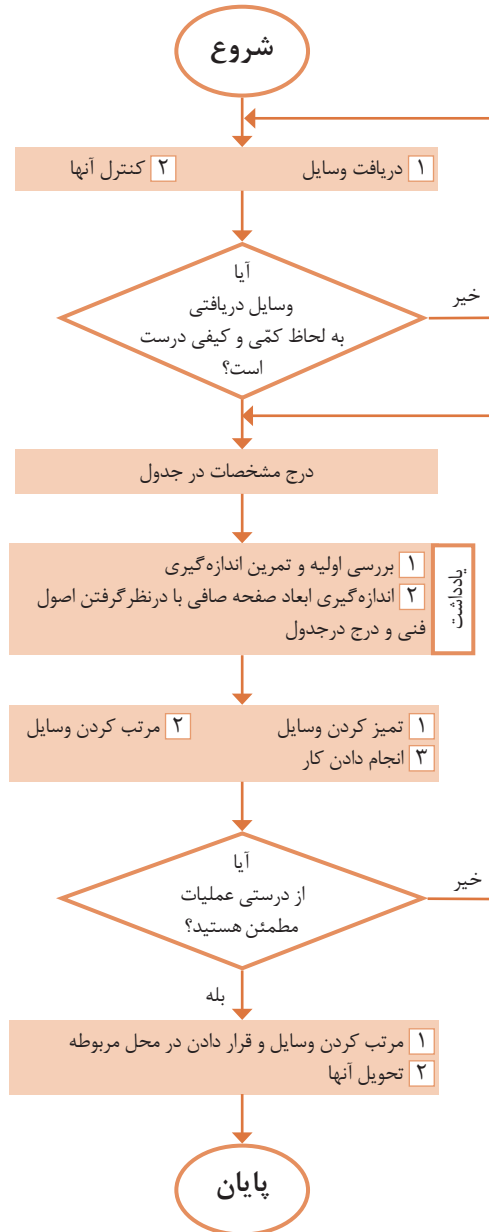 شروع
۱ دریافت وسایل ۲ کنترل آنها
آیا
وسایل دریافتی
به لحاظ کمّی و کیفی درست
است؟
خیر
درج مشخصات در جدول
یادداشت
۱ بررسی اولیه و تمرین اندازه‌گیری
۲ اندازه‌گیری ابعاد صفحه صافی با درنظرگرفتن اصول
فنی و درج درجدول
۱ تمیز کردن وسایل ۲ مرتب کردن وسایل
۳ انجام دادن کار
آیا
از درستی عملیات
مطمئن هستید؟
خیر
بله
۱ مرتب کردن وسایل و قرار دادن در محل مربوطه
۲ تحویل آنها
پایان